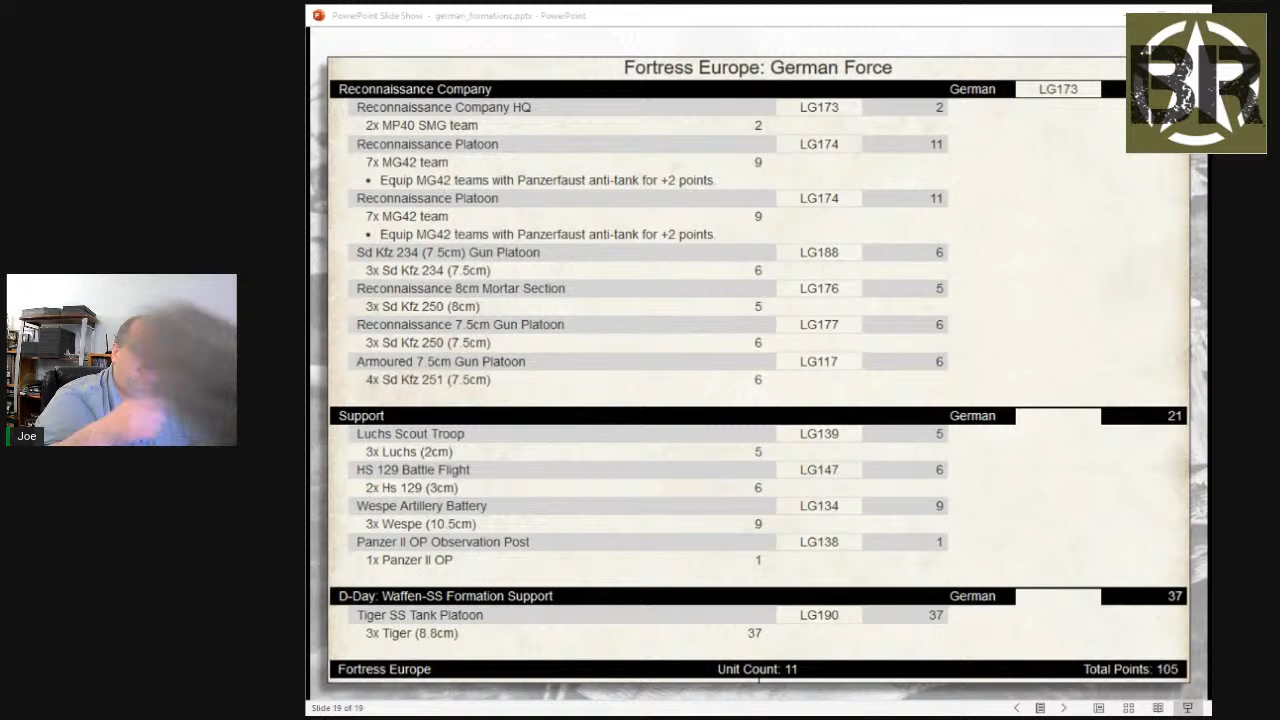 PowerPoint Slide Show - german_formations.pptx - PowerPoint
BR
Fortress Europe: German Force
Reconnaissance Company German LG173
Reconnaissance Company HQ LG173 2
2x MP40 SMG team 2
Reconnaissance Platoon LG174 11
7x MG42 team 9
• Equip MG42 teams with Panzerfaust anti-tank for +2 points.
Reconnaissance Platoon LG174 11
7x MG42 team 9
• Equip MG42 teams with Panzerfaust anti-tank for +2 points.
Sd Kfz 234 (7.5cm) Gun Platoon LG188 6
3x Sd Kfz 234 (7.5cm) 6
Reconnaissance 8cm Mortar Section LG176 5
3x Sd Kfz 250 (8cm) 5
Reconnaissance 7.5cm Gun Platoon LG177 6
3x Sd Kfz 250 (7.5cm) 6
Armoured 7.5cm Gun Platoon LG117 6
4x Sd Kfz 251 (7.5cm) 6
Support German 21
Luchs Scout Troop LG139 5
3x Luchs (2cm) 5
HS 129 Battle Flight LG147 6
2x Hs 129 (3cm) 6
Wespe Artillery Battery LG134 9
3x Wespe (10.5cm) 9
Panzer II OP Observation Post LG138 1
1x Panzer II OP 1
D-Day: Waffen-SS Formation Support German 37
Tiger SS Tank Platoon LG190 37
3x Tiger (8.8cm) 37
Fortress Europe Unit Count: 11 Total Points: 105
Slide 19 of 19
Joe